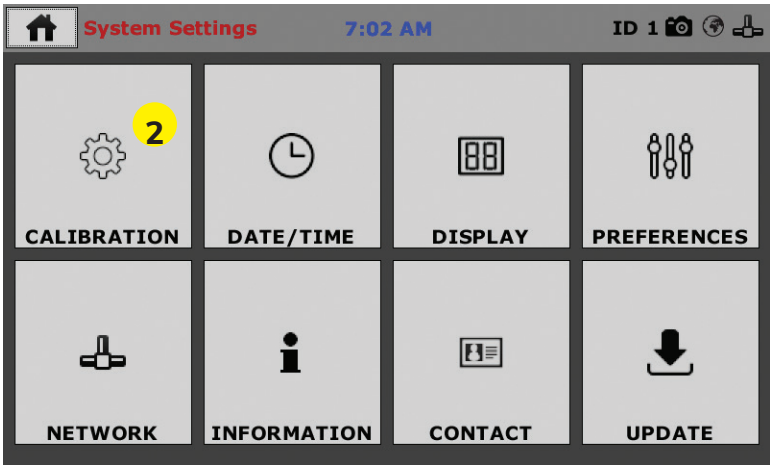 System Settings 7:02 AM ID 1
2
CALIBRATION DATE/TIME DISPLAY PREFERENCES
NETWORK INFORMATION CONTACT UPDATE